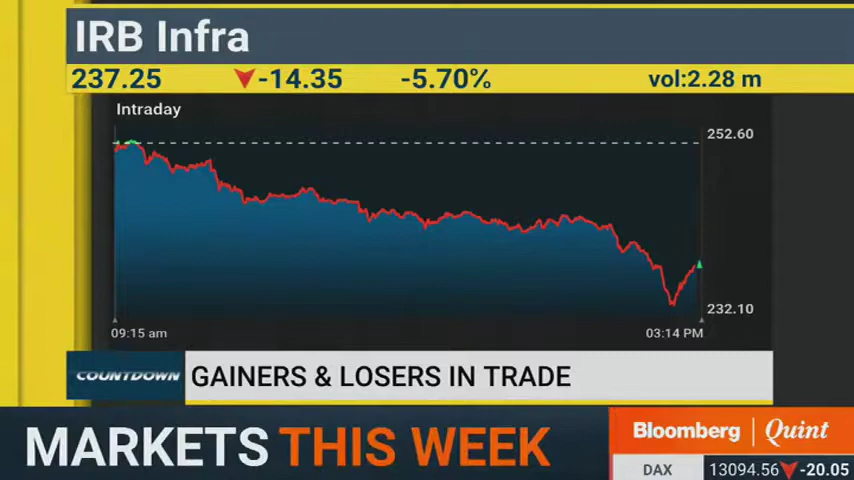 IRB Infra
237.25 -14.35 -5.70% vol:2.28 m
Intraday
252.60
232.10
09:15 am 03:14 PM
COUNTDOWN GAINERS & LOSERS IN TRADE
MARKETS THIS WEEK
Bloomberg | Quint
DAX 13094.56 -20.05